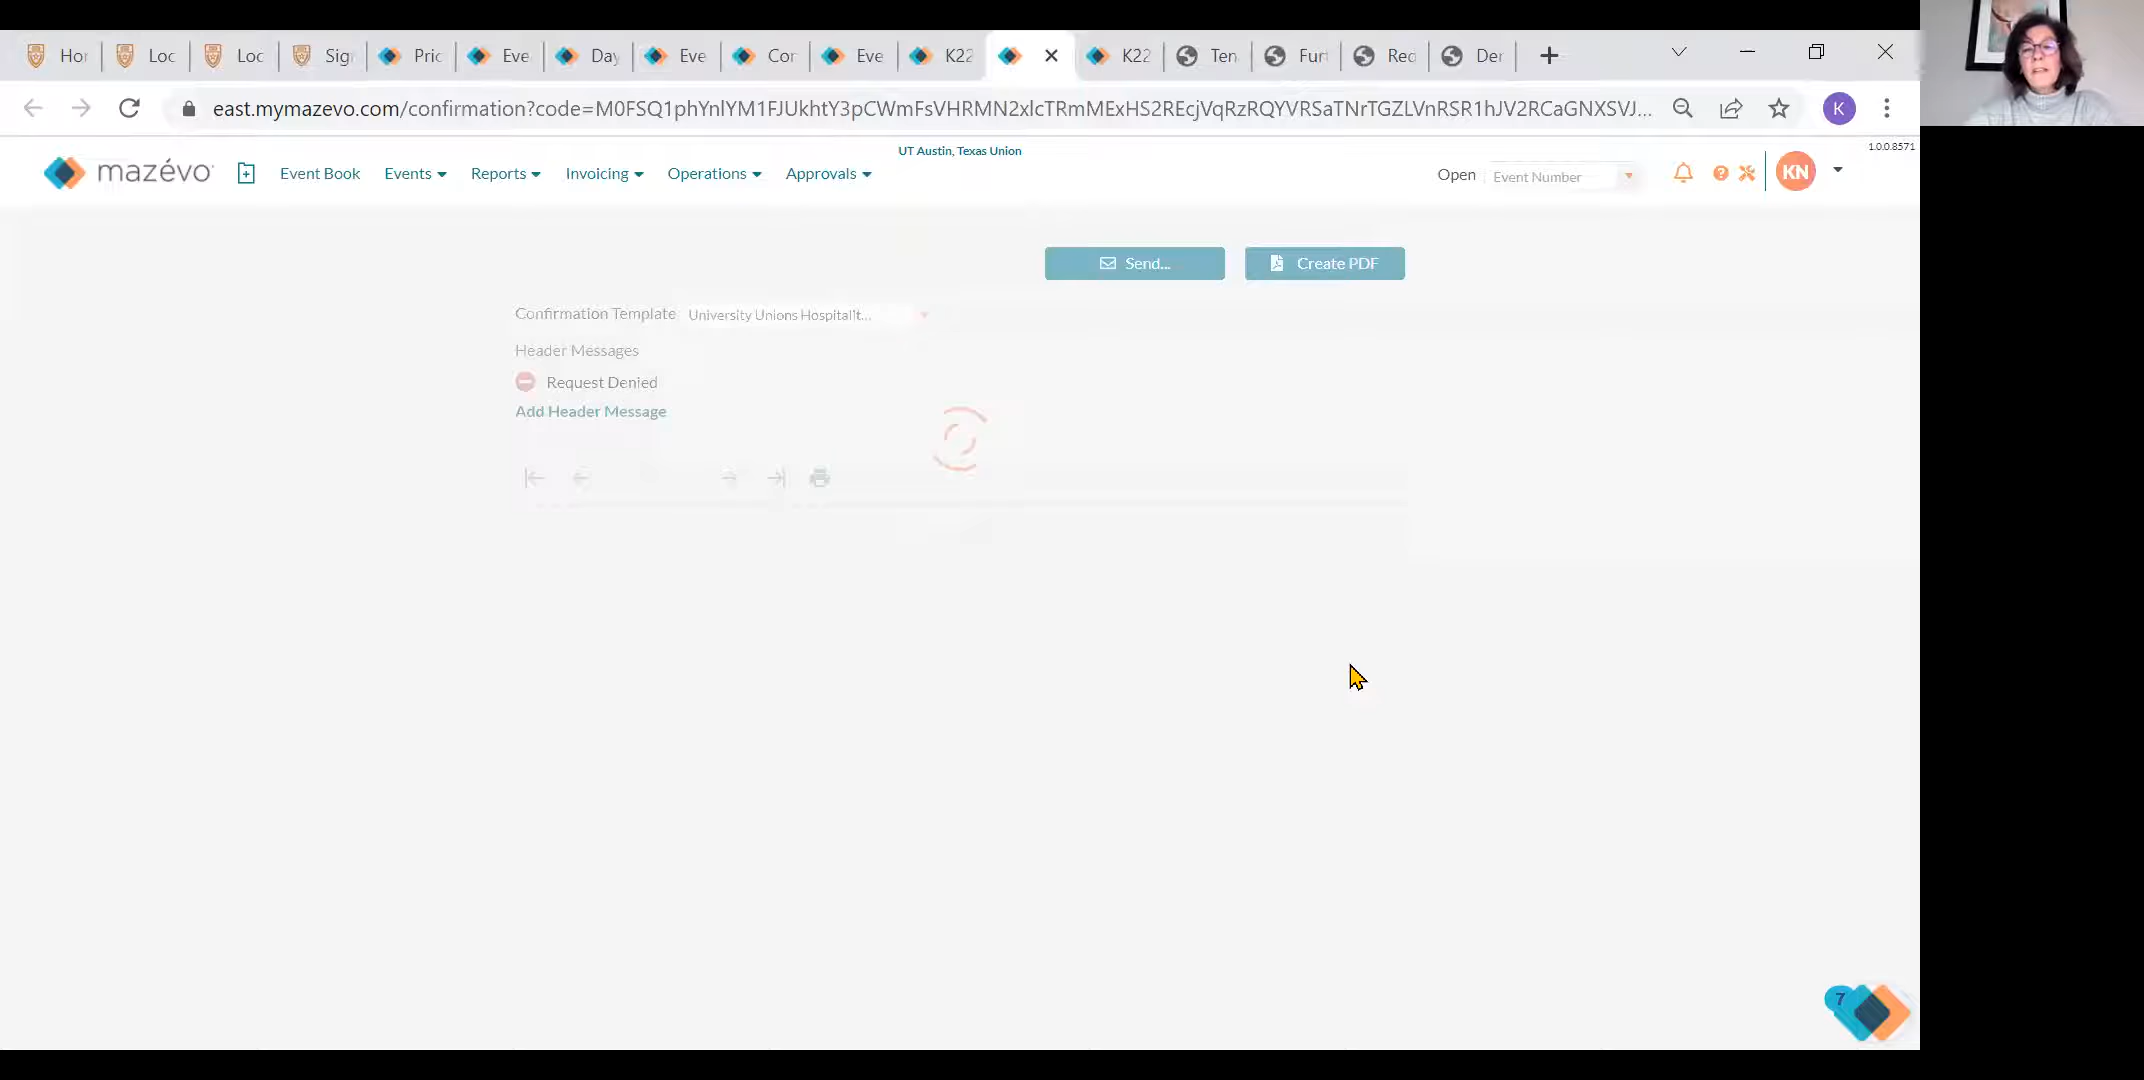 Hor Loc Loc Sig Pric Eve Day Eve Cor Eve K22 K22 Ten Fur Rec Der
east.mymazevo.com/confirmation?code=M0FSQ1phYnlYM1FJUkhtY3pCWmFsVHRMN2xlcTRmMExHS2REcjVqRzRQYVRSaTNrTGZLVnRSR1hJV2RCaGNXSVJ... K
1.0.0.8571
UT Austin, Texas Union
mazévo Event Book Events Reports Invoicing Operations Approvals Open Event Number KN
Send... Create PDF
Confirmation Template University Unions Hospitalit...
Header Messages
Request Denied
Add Header Message
7